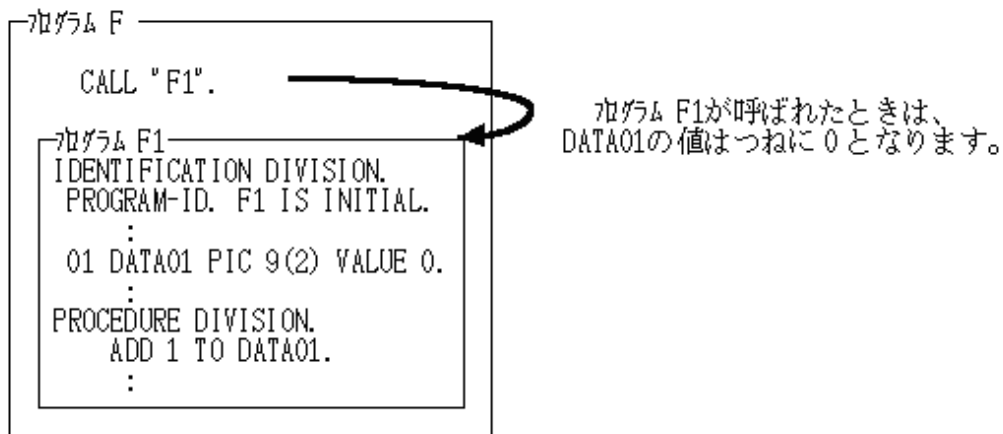 ﾌﾟﾛｸﾞﾗﾑ F
CALL "F1".
ﾌﾟﾛｸﾞﾗﾑ F1
IDENTIFICATION DIVISION.
PROGRAM-ID. F1 IS INITIAL.
:
01 DATA01 PIC 9(2) VALUE 0.
:
PROCEDURE DIVISION.
ADD 1 TO DATA01.
:
ﾌﾟﾛｸﾞﾗﾑ F1が呼ばれたときは、
DATA01の値はつねに0となります。